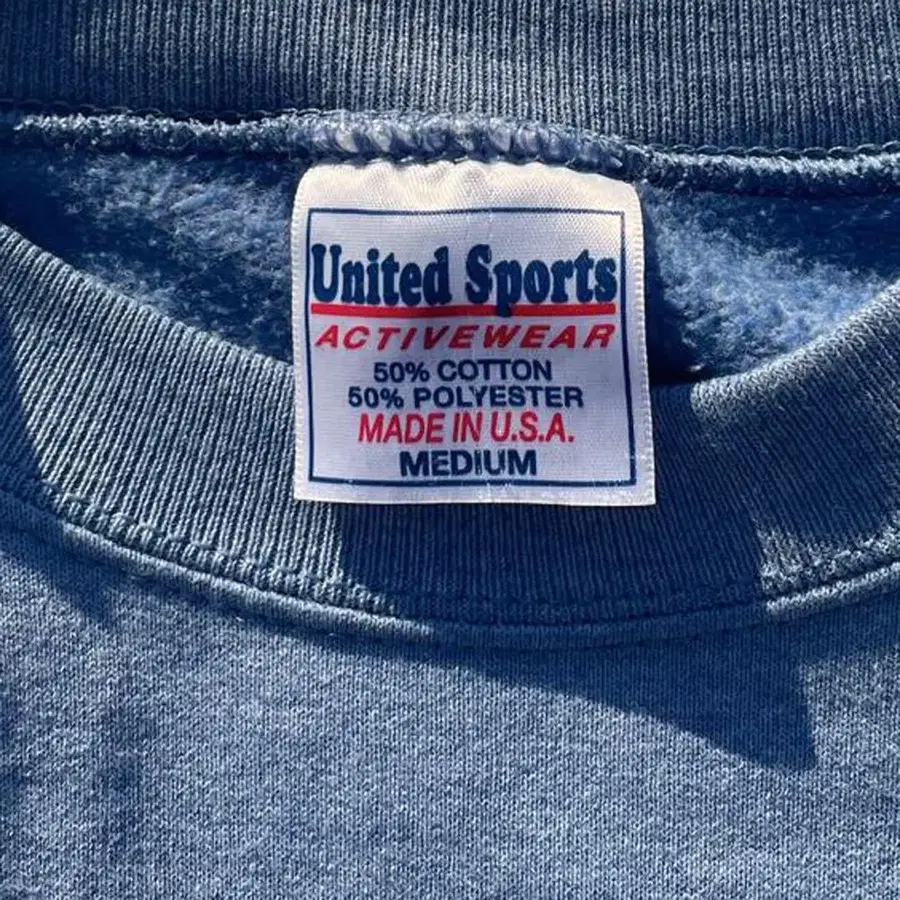 United Sports
ACTIVEWEAR
50% COTTON
50% POLYESTER
MADE IN U.S.A.
MEDIUM